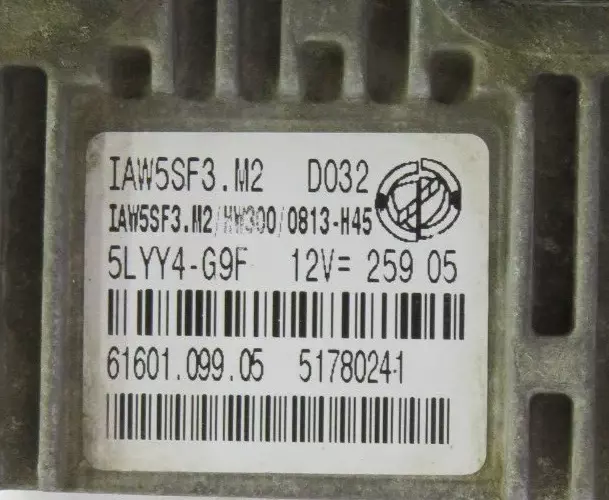 IAW5SF3.M2 D032
IAW5SF3.M2/HW300/0813-H45
5LYY4-G9F 12V= 259 05
61601.099.05 51780241